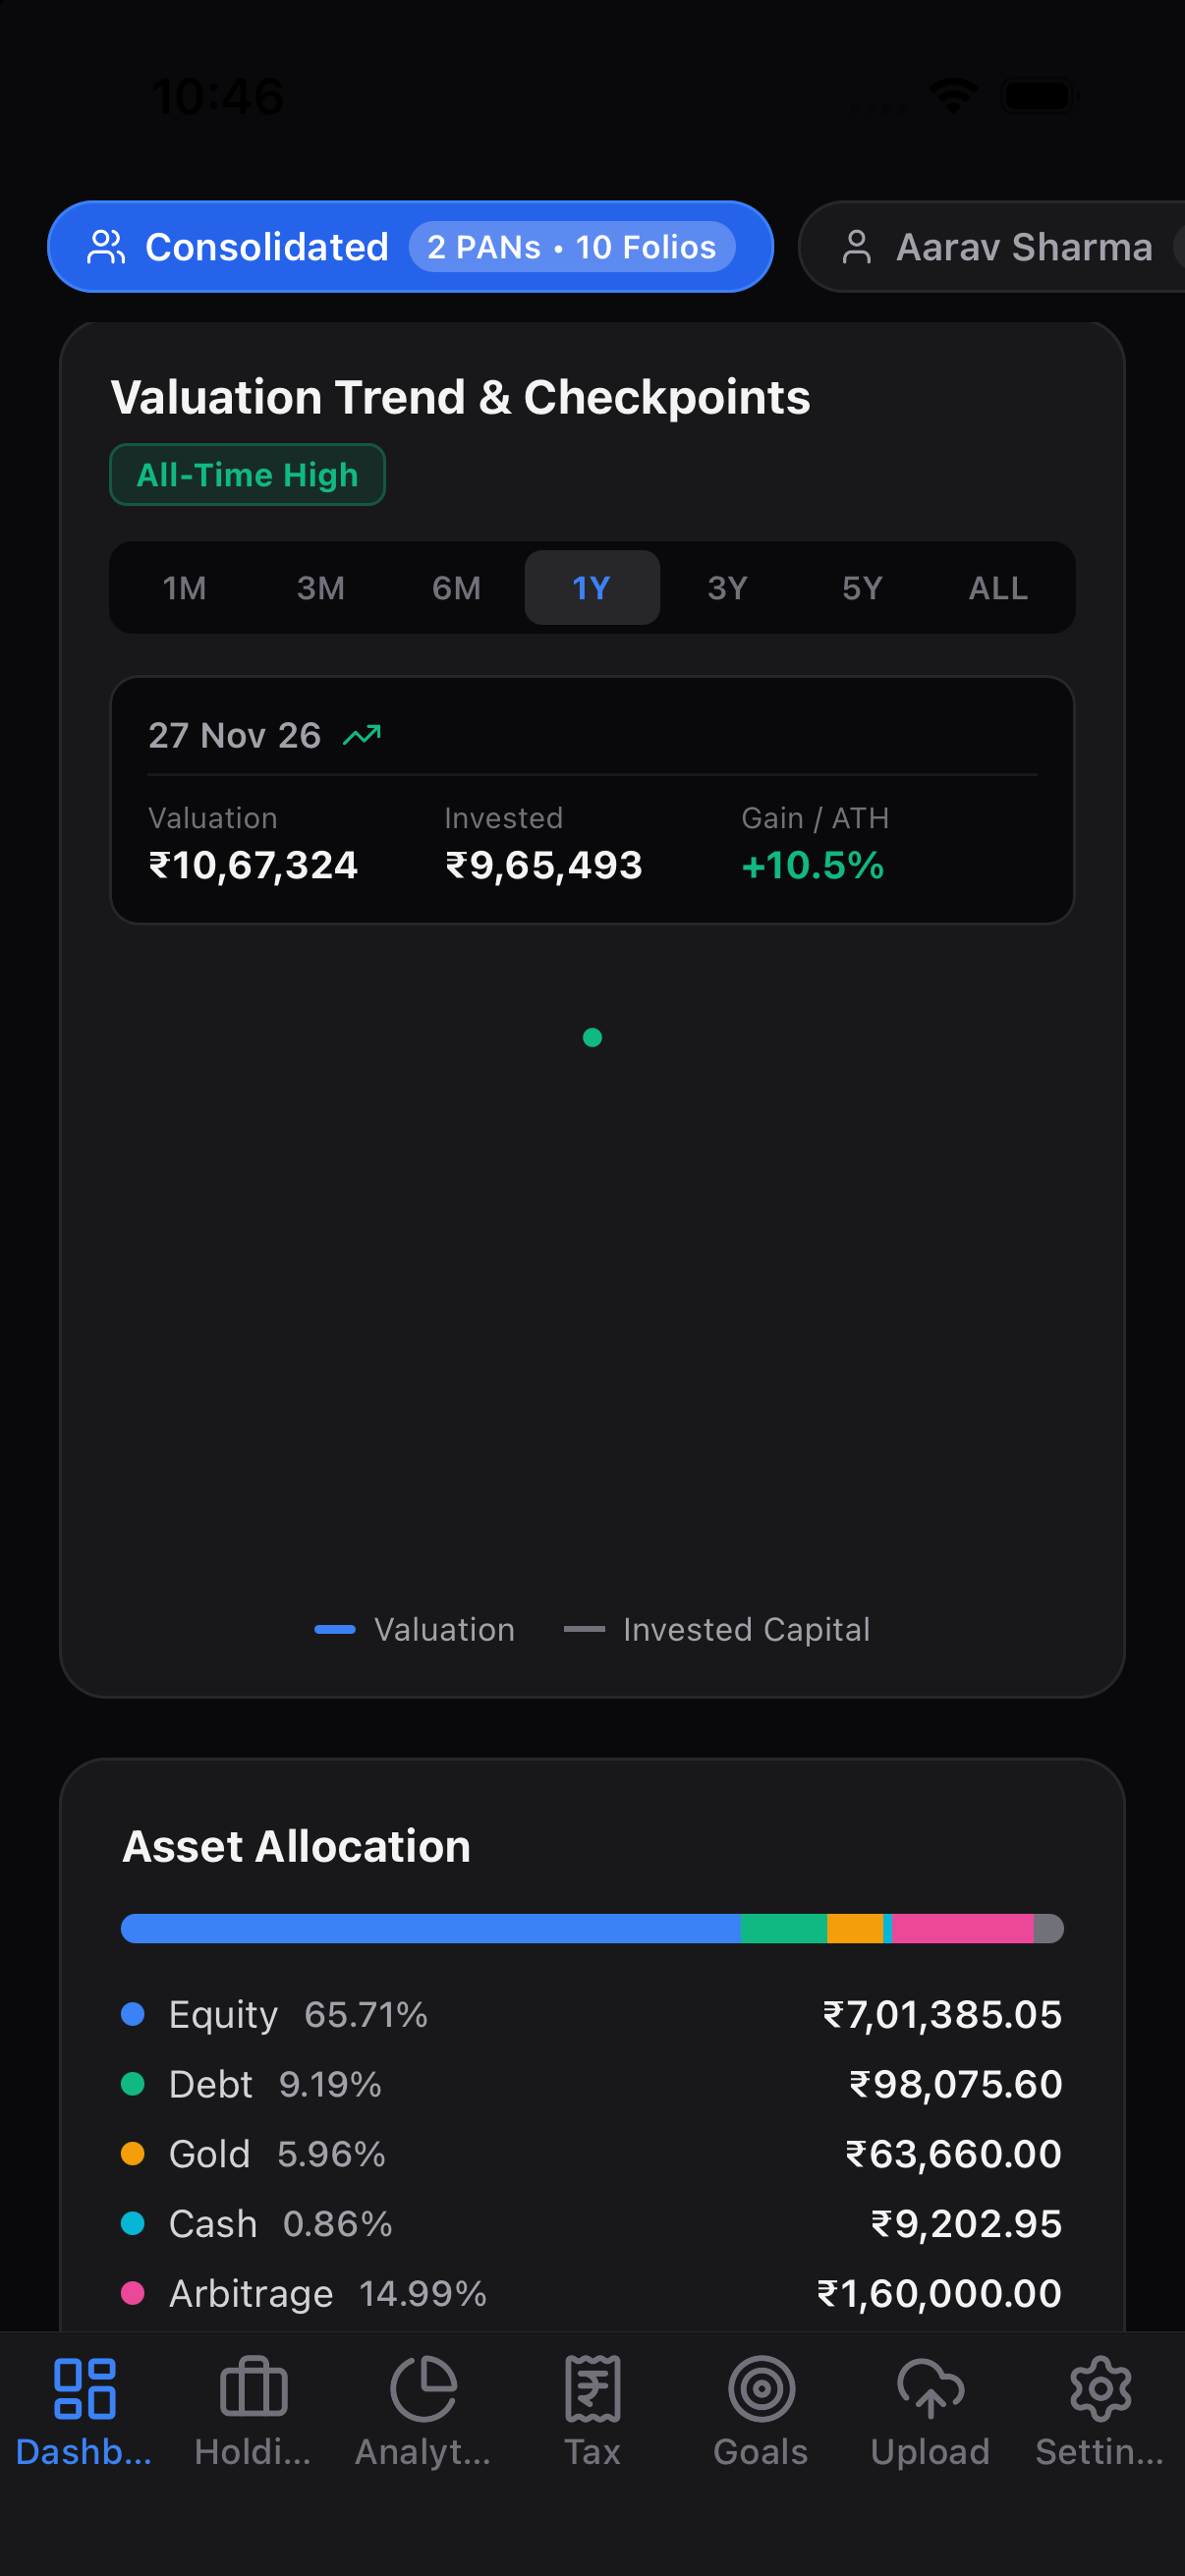 10:46
Consolidated 2 PANs • 10 Folios Aarav Sharma
Valuation Trend & Checkpoints
All-Time High
1M 3M 6M 1Y 3Y 5Y ALL
27 Nov 26
Valuation Invested Gain / ATH
₹10,67,324 ₹9,65,493 +10.5%
Valuation Invested Capital
Asset Allocation
Equity 65.71% ₹7,01,385.05
Debt 9.19% ₹98,075.60
Gold 5.96% ₹63,660.00
Cash 0.86% ₹9,202.95
Arbitrage 14.99% ₹1,60,000.00
Dashb... Holdi... Analyt... Tax Goals Upload Settin...